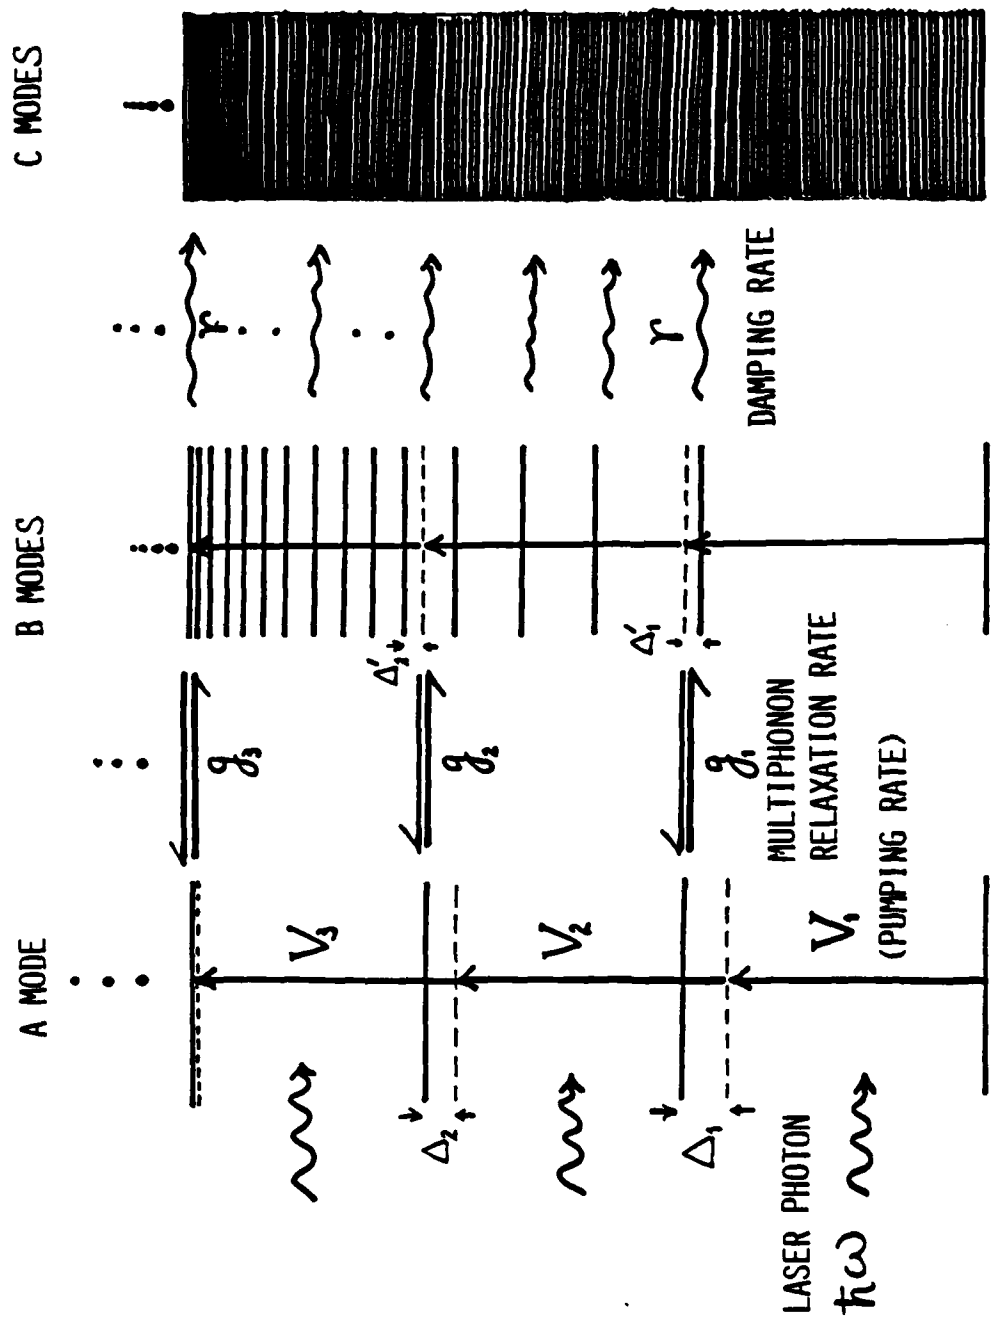 A MODE
B MODES
C MODES
g₃
γ
V₃
Δ₂
Δ'₂
g₂
V₂
Δ₁
Δ'₁
g₁
γ
LASER PHOTON
ħω
V₁
(PUMPING RATE)
MULTIPHONON
RELAXATION RATE
DAMPING RATE